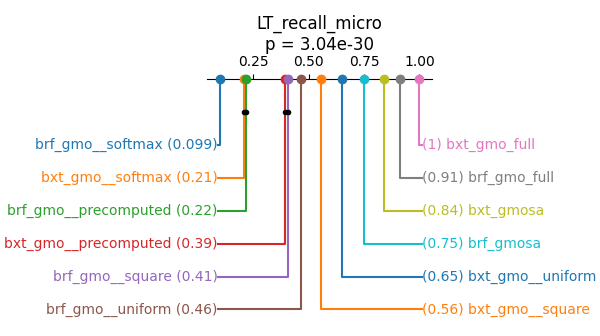 LT_recall_micro
p = 3.04e-30
0.25 0.50 0.75 1.00
brf_gmo__softmax (0.099)
(1) bxt_gmo_full
bxt_gmo__softmax (0.21)
(0.91) brf_gmo_full
brf_gmo__precomputed (0.22)
(0.84) bxt_gmosa
bxt_gmo__precomputed (0.39)
(0.75) brf_gmosa
brf_gmo__square (0.41)
(0.65) bxt_gmo__uniform
brf_gmo__uniform (0.46)
(0.56) bxt_gmo__square